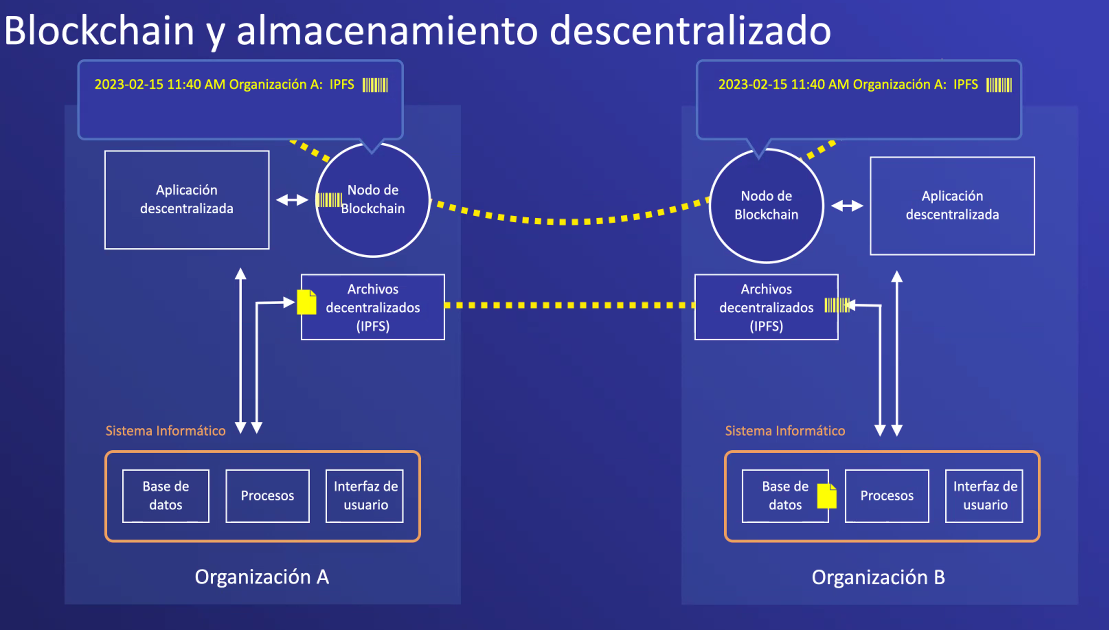 Blockchain y almacenamiento descentralizado
2023-02-15 11:40 AM Organización A: IPFS
Aplicación
descentralizada
Nodo de
Blockchain
Archivos
decentralizados
(IPFS)
Sistema Informático
Base de
datos
Procesos
Interfaz de
usuario
Organización A
2023-02-15 11:40 AM Organización A: IPFS
Nodo de
Blockchain
Aplicación
descentralizada
Archivos
decentralizados
(IPFS)
Sistema Informático
Base de
datos
Procesos
Interfaz de
usuario
Organización B